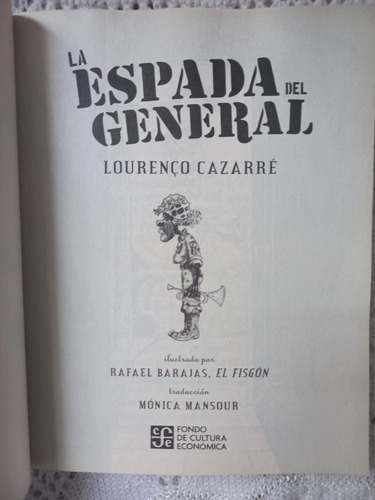 LA
ESPADA DEL
GENERAL
LOURENÇO CAZARRÉ
ilustrado por
RAFAEL BARAJAS, EL FISGÓN
traducción
MÓNICA MANSOUR
cfe FONDO
DE CULTURA
ECONÓMICA